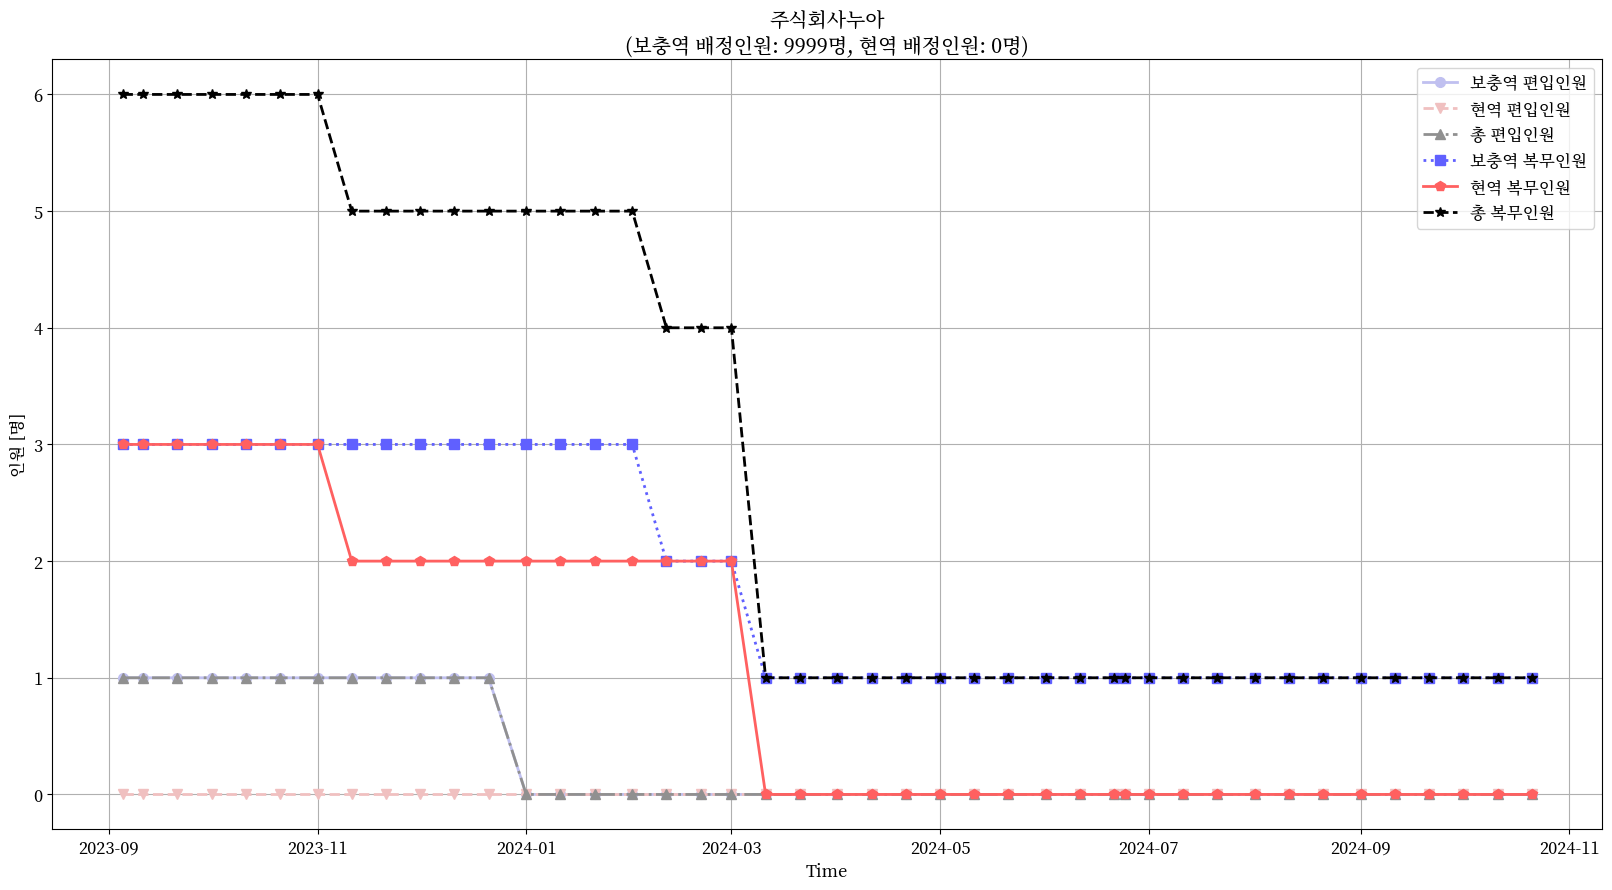 주식회사누아
(보충역 배정인원: 9999명, 현역 배정인원: 0명)
보충역 편입인원
현역 편입인원
총 편입인원
보충역 복무인원
현역 복무인원
총 복무인원
인원 [명]
6
5
4
3
2
1
0
2023-09
2023-11
2024-01
2024-03
2024-05
2024-07
2024-09
2024-11
Time